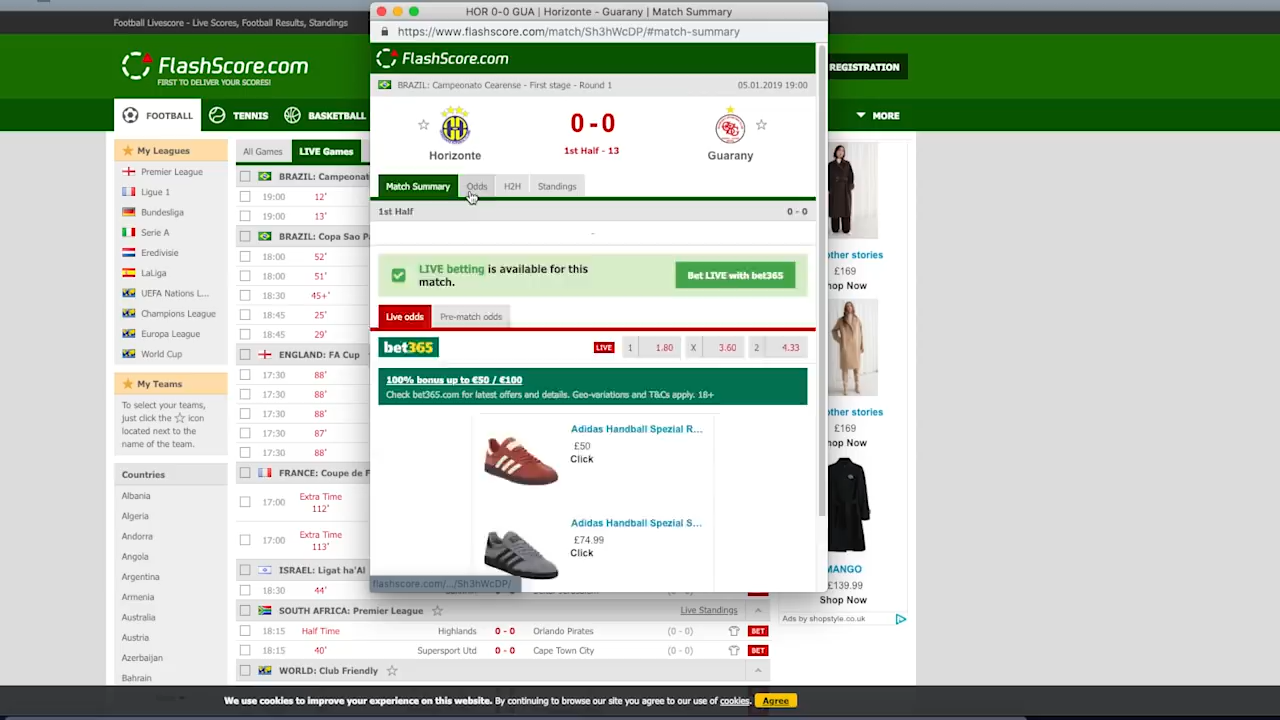 HOR 0-0 GUA | Horizonte - Guarany | Match Summary
https://www.flashscore.com/match/Sh3hWcDP/#match-summary
Football Livescore - Live Scores, Football Results, Standings
FlashScore.com
FIRST TO DELIVER YOUR SCORES!
REGISTRATION
FOOTBALL
TENNIS
BASKETBALL
MORE
My Leagues
Premier League
Ligue 1
Bundesliga
Serie A
Eredivisie
LaLiga
UEFA Nations L...
Champions League
Europa League
World Cup
My Teams
To select your teams,
just click the ☆ icon
located next to the
name of the team.
Countries
Albania
Algeria
Andorra
Angola
Argentina
Armenia
Australia
Austria
Azerbaijan
Bahrain
All Games
LIVE Games
BRAZIL: Campeonat
19:00 12'
19:00 13'
BRAZIL: Copa Sao P
18:00 52'
18:00 51'
18:30 45+'
18:45 25'
18:45 29'
ENGLAND: FA Cup
17:30 88'
17:30 88'
17:30 88'
17:30 87'
17:30 88'
FRANCE: Coupe de F
17:00 Extra Time
112'
17:00 Extra Time
113'
ISRAEL: Ligat ha'Al
18:30 44'
SOUTH AFRICA: Premier League
Live Standings
18:15 Half Time Highlands 0 - 0 Orlando Pirates (0 - 0) BET
18:15 40' Supersport Utd 0 - 0 Cape Town City (0 - 0) BET
WORLD: Club Friendly
FlashScore.com
BRAZIL: Campeonato Cearense - First stage - Round 1
05.01.2019 19:00
0 - 0
1st Half - 13
Horizonte
Guarany
Match Summary
Odds
H2H
Standings
1st Half 0 - 0
-
LIVE betting is available for this
match.
Bet LIVE with bet365
Live odds
Pre-match odds
bet365
LIVE 1 1.80 X 3.60 2 4.33
100% bonus up to €50 / €100
Check bet365.com for latest offers and details. Geo-variations and T&Cs apply. 18+
Adidas Handball Spezial R...
£50
Click
Adidas Handball Spezial S...
£74.99
Click
flashscore.com/.../Sh3hWcDP/
other stories
£169
hop Now
other stories
£169
hop Now
MANGO
£139.99
Shop Now
Ads by shopstyle.co.uk
We use cookies to improve your experience on this website. By continuing to browse our site you agree to our use of cookies.
Agree